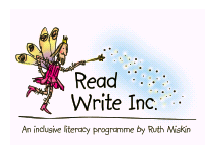 Read
Write Inc.
An inclusive literacy programme by Ruth Miskin